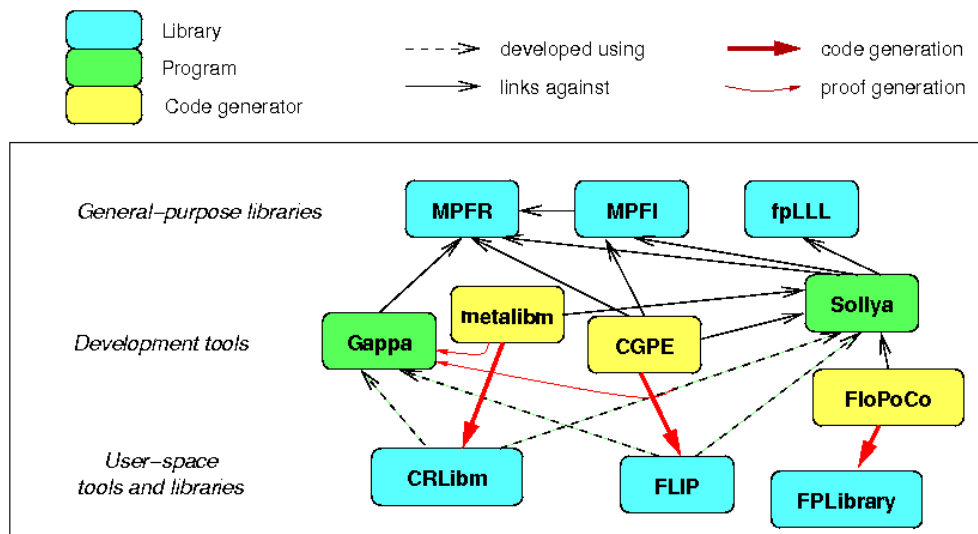 Library
Program
Code generator
developed using
links against
code generation
proof generation
General-purpose libraries
MPFR
MPFI
fpLLL
Development tools
Gappa
metalibm
CGPE
Sollya
FloPoCo
User-space
tools and libraries
CRLibm
FLIP
FPLibrary